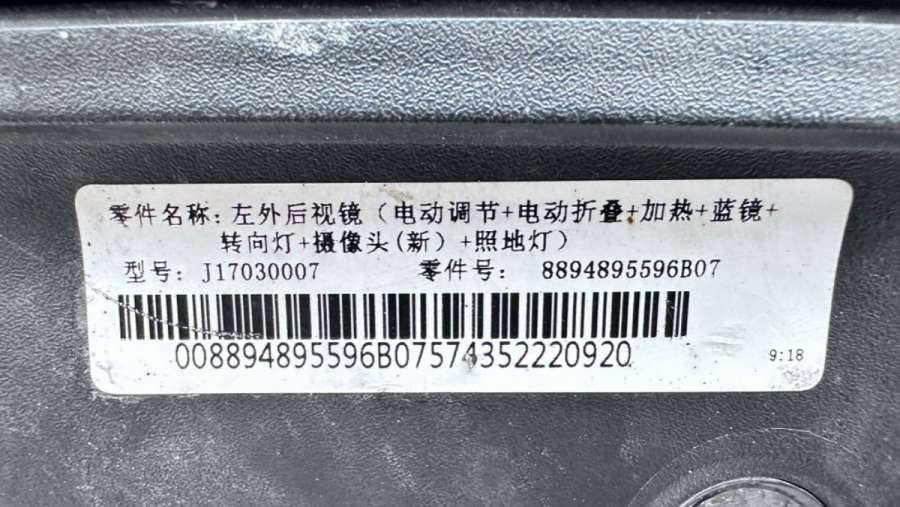 零件名称: 左外后视镜（电动调节+电动折叠+加热+蓝镜+
转向灯+摄像头(新）+照地灯）
型号: J17030007 零件号: 8894895596B07
008894895596B07574352220920 9:18